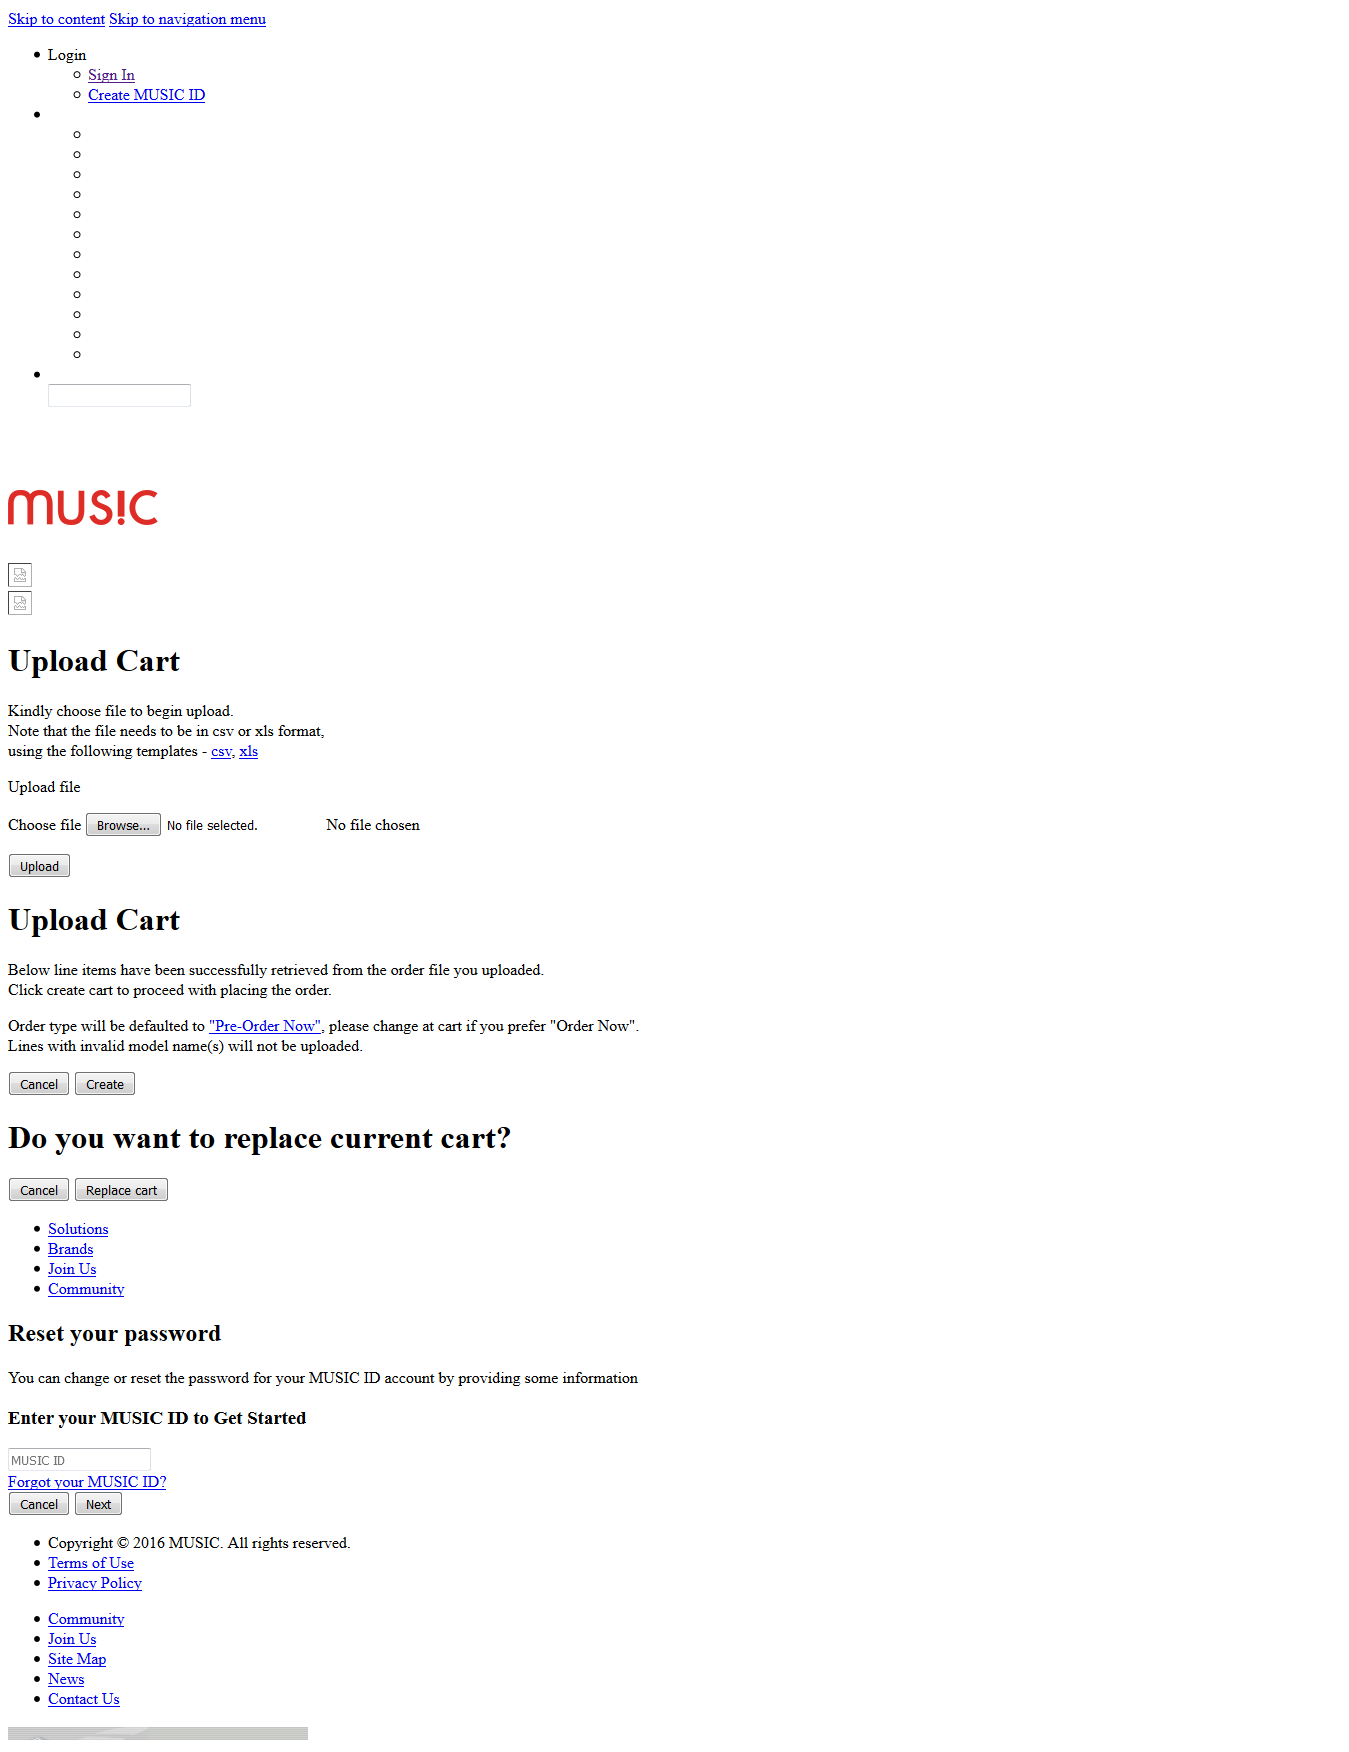 Skip to content Skip to navigation menu
Login
Sign In
Create MUSIC ID
mus!c
Upload Cart
Kindly choose file to begin upload.
Note that the file needs to be in csv or xls format,
using the following templates - csv, xls
Upload file
Choose file Browse... No file selected. No file chosen
Upload
Upload Cart
Below line items have been successfully retrieved from the order file you uploaded.
Click create cart to proceed with placing the order.
Order type will be defaulted to "Pre-Order Now", please change at cart if you prefer "Order Now".
Lines with invalid model name(s) will not be uploaded.
Cancel Create
Do you want to replace current cart?
Cancel Replace cart
Solutions
Brands
Join Us
Community
Reset your password
You can change or reset the password for your MUSIC ID account by providing some information
Enter your MUSIC ID to Get Started
MUSIC ID
Forgot your MUSIC ID?
Cancel Next
Copyright © 2016 MUSIC. All rights reserved.
Terms of Use
Privacy Policy
Community
Join Us
Site Map
News
Contact Us